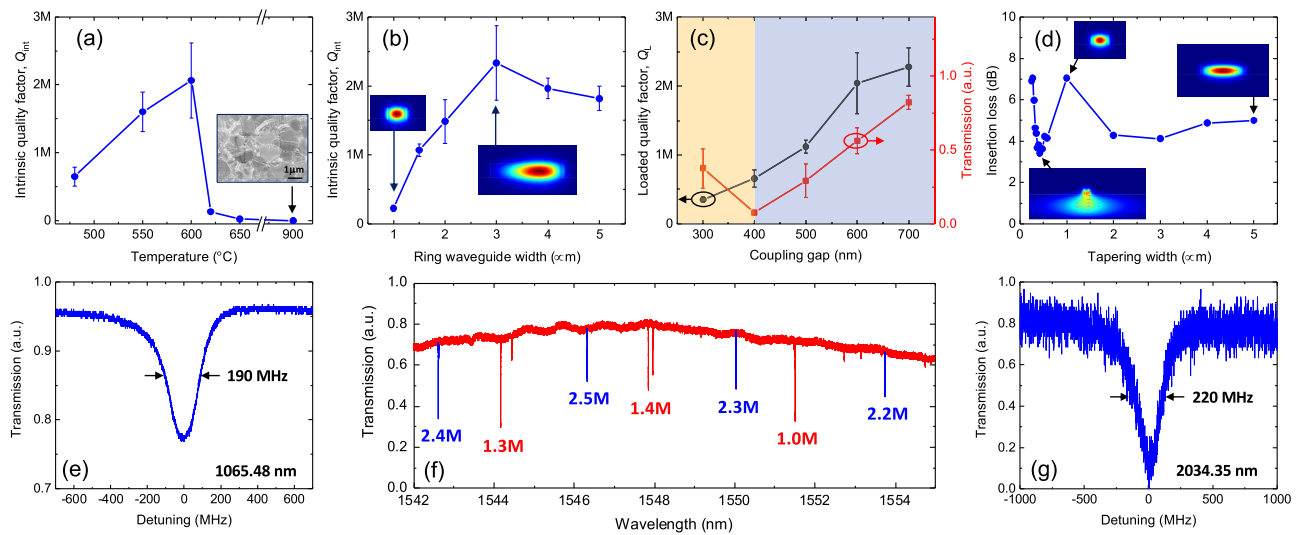 (a)
Intrinsic quality factor, Qint
3M
2M
1M
0
500
550
600
650
900
Temperature (°C)
1μm
(b)
Intrinsic quality factor, Qint
3M
2M
1M
0
1
2
3
4
5
Ring waveguide width (∝m)
(c)
Loaded quality factor, QL
3M
2M
1M
0
300
400
500
600
700
Coupling gap (nm)
1.0
0.5
0.0
Transmission (a.u.)
(d)
Insertion loss (dB)
10
8
6
4
2
0
0
1
2
3
4
5
Tapering width (∝m)
(e)
Transmission (a.u.)
1.0
0.9
0.8
0.7
-600
-400
-200
0
200
400
600
Detuning (MHz)
190 MHz
1065.48 nm
(f)
Transmission (a.u.)
1.0
0.8
0.6
0.4
0.2
0.0
2.4M
1.3M
2.5M
1.4M
2.3M
1.0M
2.2M
1542
1544
1546
1548
1550
1552
1554
Wavelength (nm)
(g)
Transmission (a.u.)
1.0
0.8
0.6
0.4
0.2
0.0
220 MHz
2034.35 nm
-1000
-500
0
500
1000
Detuning (MHz)